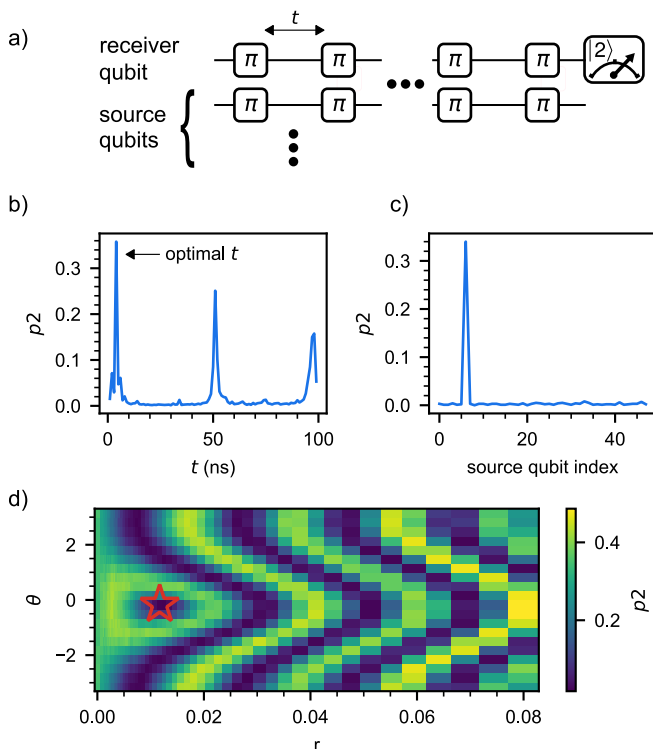 a)
t
receiver
qubit
π π π π |2⟩
source
qubits
π π π π
b)
optimal t
p2
0.3
0.2
0.1
0.0
0 50 100
t (ns)
c)
p2
0.3
0.2
0.1
0.0
0 20 40
source qubit index
d)
θ
2
0
−2
0.00 0.02 0.04 0.06 0.08
r
0.4
0.2
p2